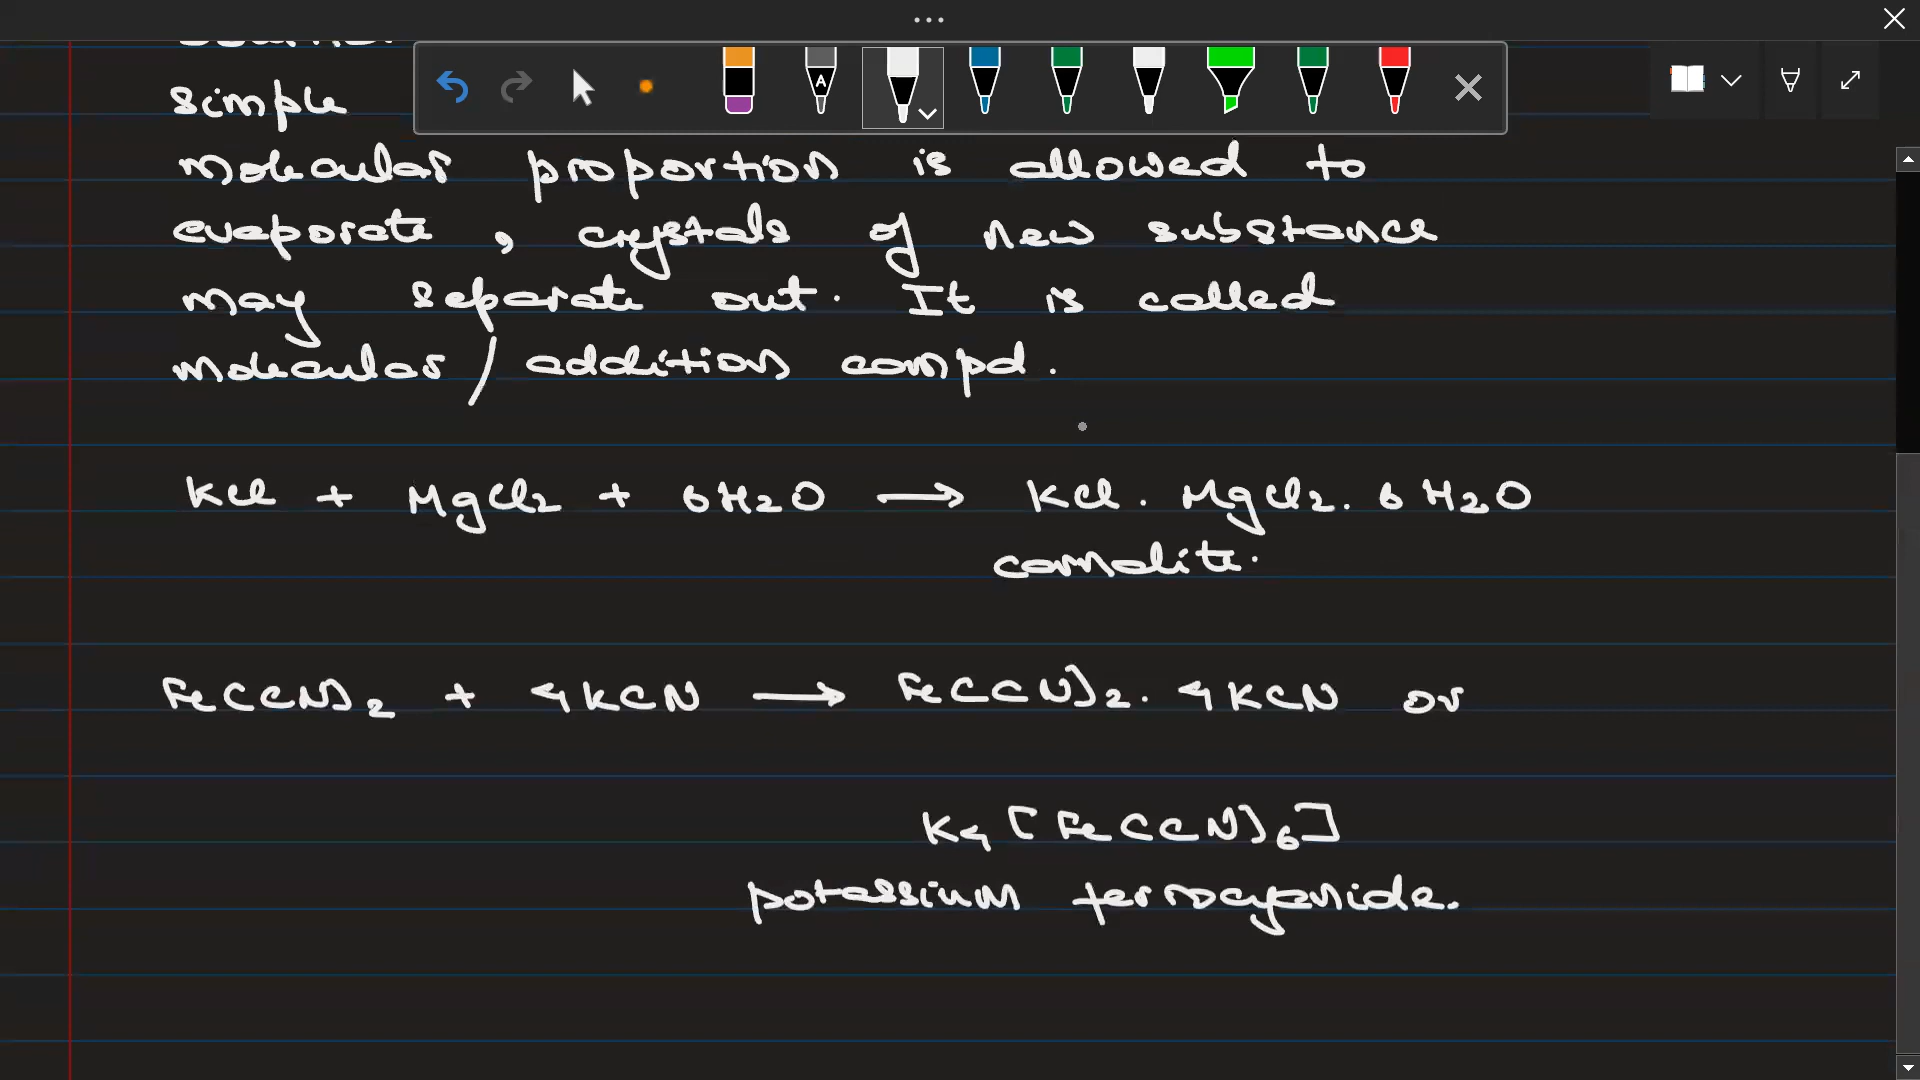 simple
molecular proportion is allowed to
evaporate, crystals of new substance
may separate out. It is called
molecular / addition compd.
KCl + MgCl2 + 6H2O → KCl. MgCl2. 6H2O
carnalite.
Fe(CN)2 + 4KCN → Fe(CN)2. 4KCN or
K4[Fe(CN)6]
potassium ferrocyanide.